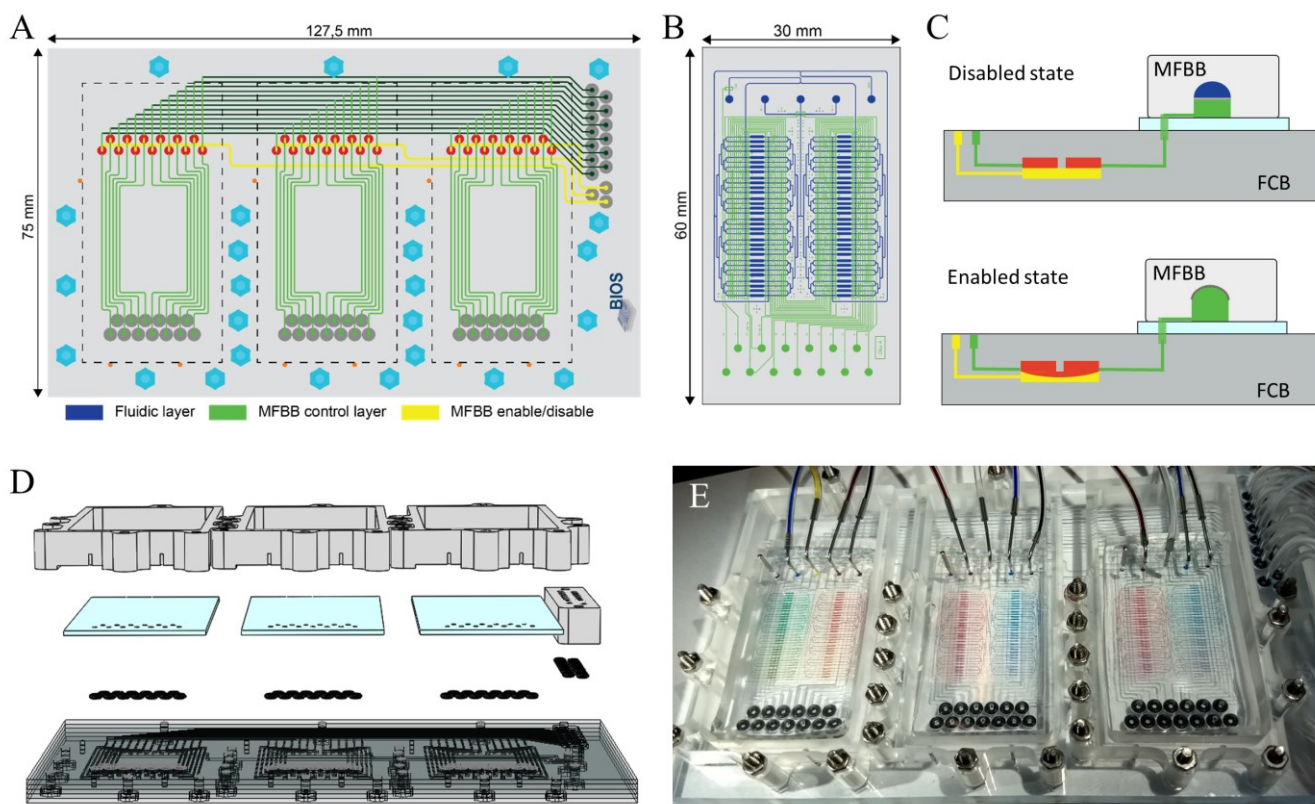 A
127,5 mm
75 mm
BIOS
Fluidic layer
MFBB control layer
MFBB enable/disable
B
30 mm
60 mm
C
Disabled state
MFBB
FCB
Enabled state
MFBB
FCB
D
E